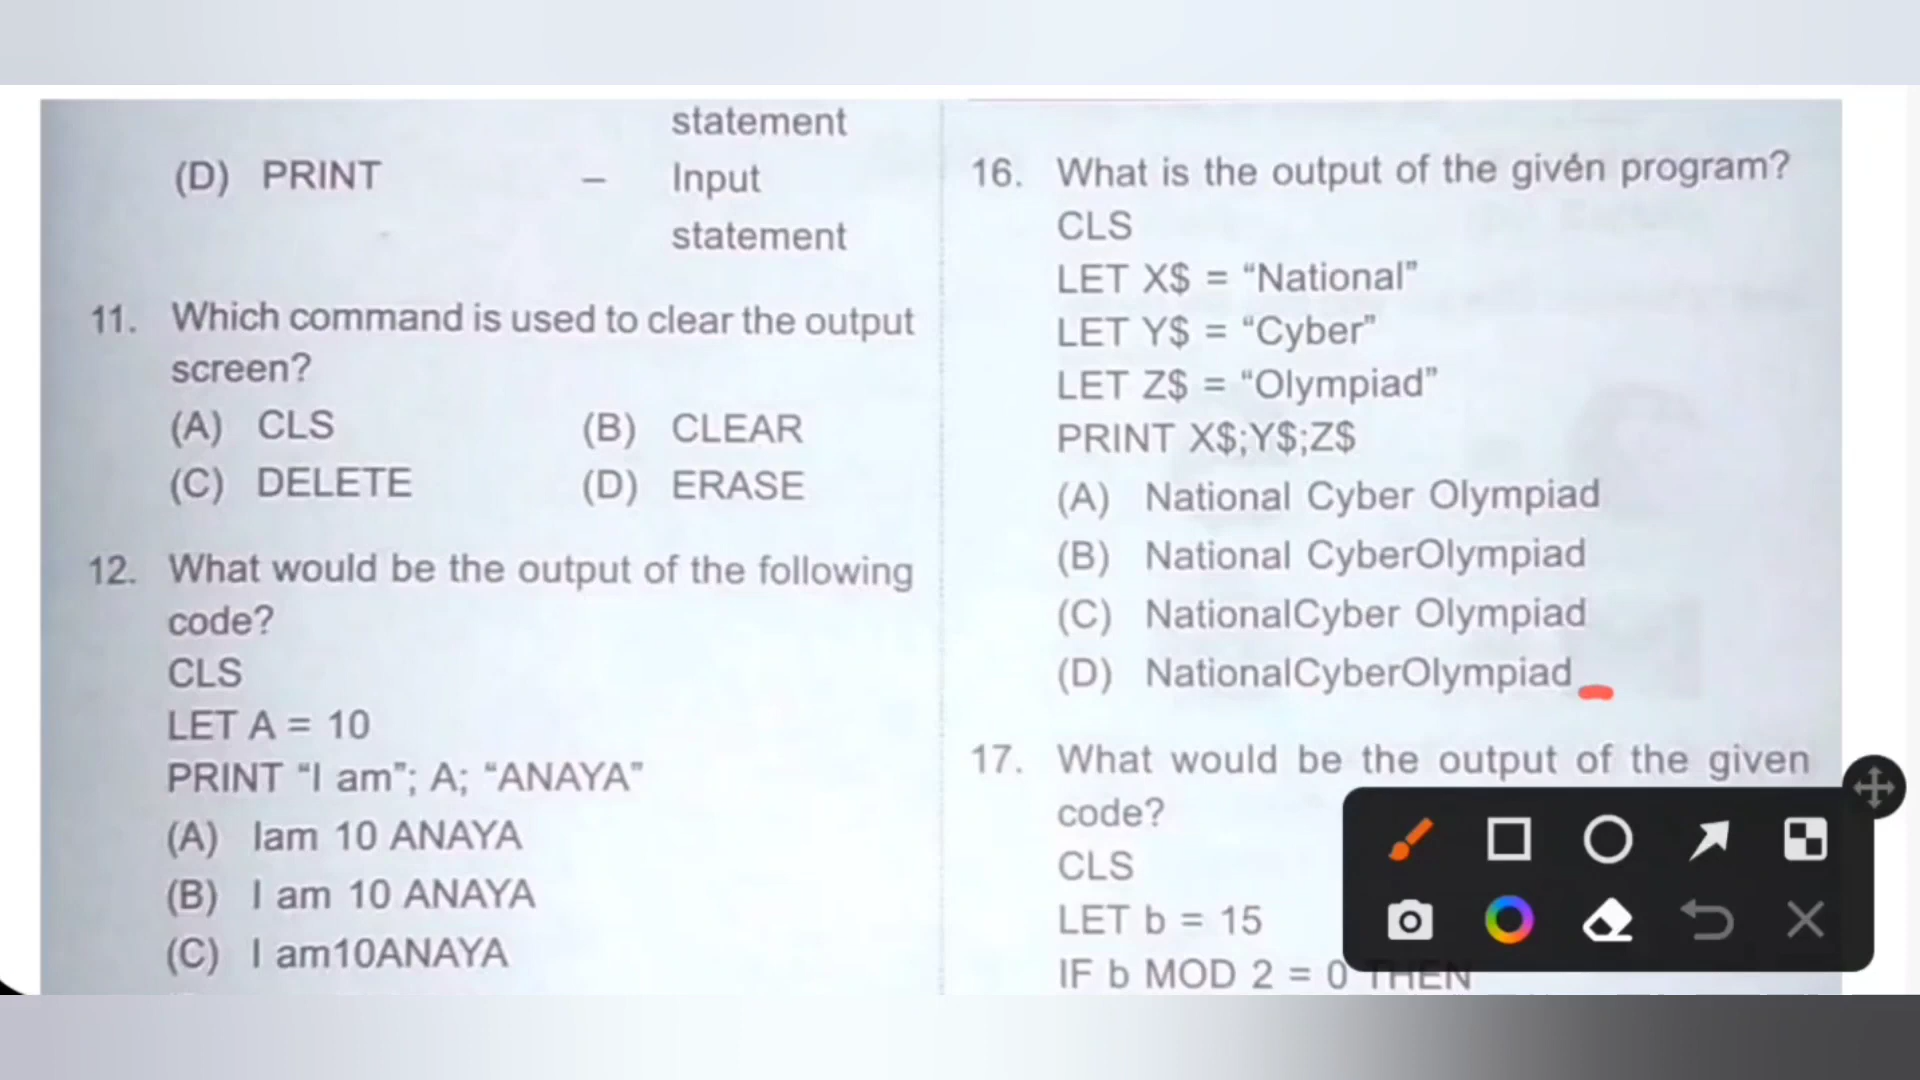 statement
(D) PRINT – Input
statement
11. Which command is used to clear the output
screen?
(A) CLS (B) CLEAR
(C) DELETE (D) ERASE
12. What would be the output of the following
code?
CLS
LET A = 10
PRINT “I am”; A; “ANAYA”
(A) Iam 10 ANAYA
(B) I am 10 ANAYA
(C) I am10ANAYA
16. What is the output of the given program?
CLS
LET X$ = “National”
LET Y$ = “Cyber”
LET Z$ = “Olympiad”
PRINT X$;Y$;Z$
(A) National Cyber Olympiad
(B) National CyberOlympiad
(C) NationalCyber Olympiad
(D) NationalCyberOlympiad
17. What would be the output of the given
code?
CLS
LET b = 15
IF b MOD 2 = 0 THEN